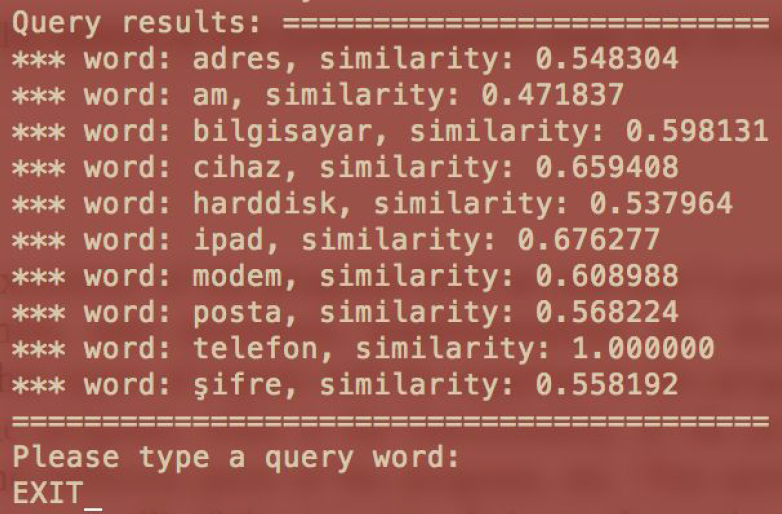 Query results: ===========================
*** word: adres, similarity: 0.548304
*** word: am, similarity: 0.471837
*** word: bilgisayar, similarity: 0.598131
*** word: cihaz, similarity: 0.659408
*** word: harddisk, similarity: 0.537964
*** word: ipad, similarity: 0.676277
*** word: modem, similarity: 0.608988
*** word: posta, similarity: 0.568224
*** word: telefon, similarity: 1.000000
*** word: şifre, similarity: 0.558192
==========================================
Please type a query word:
EXIT_